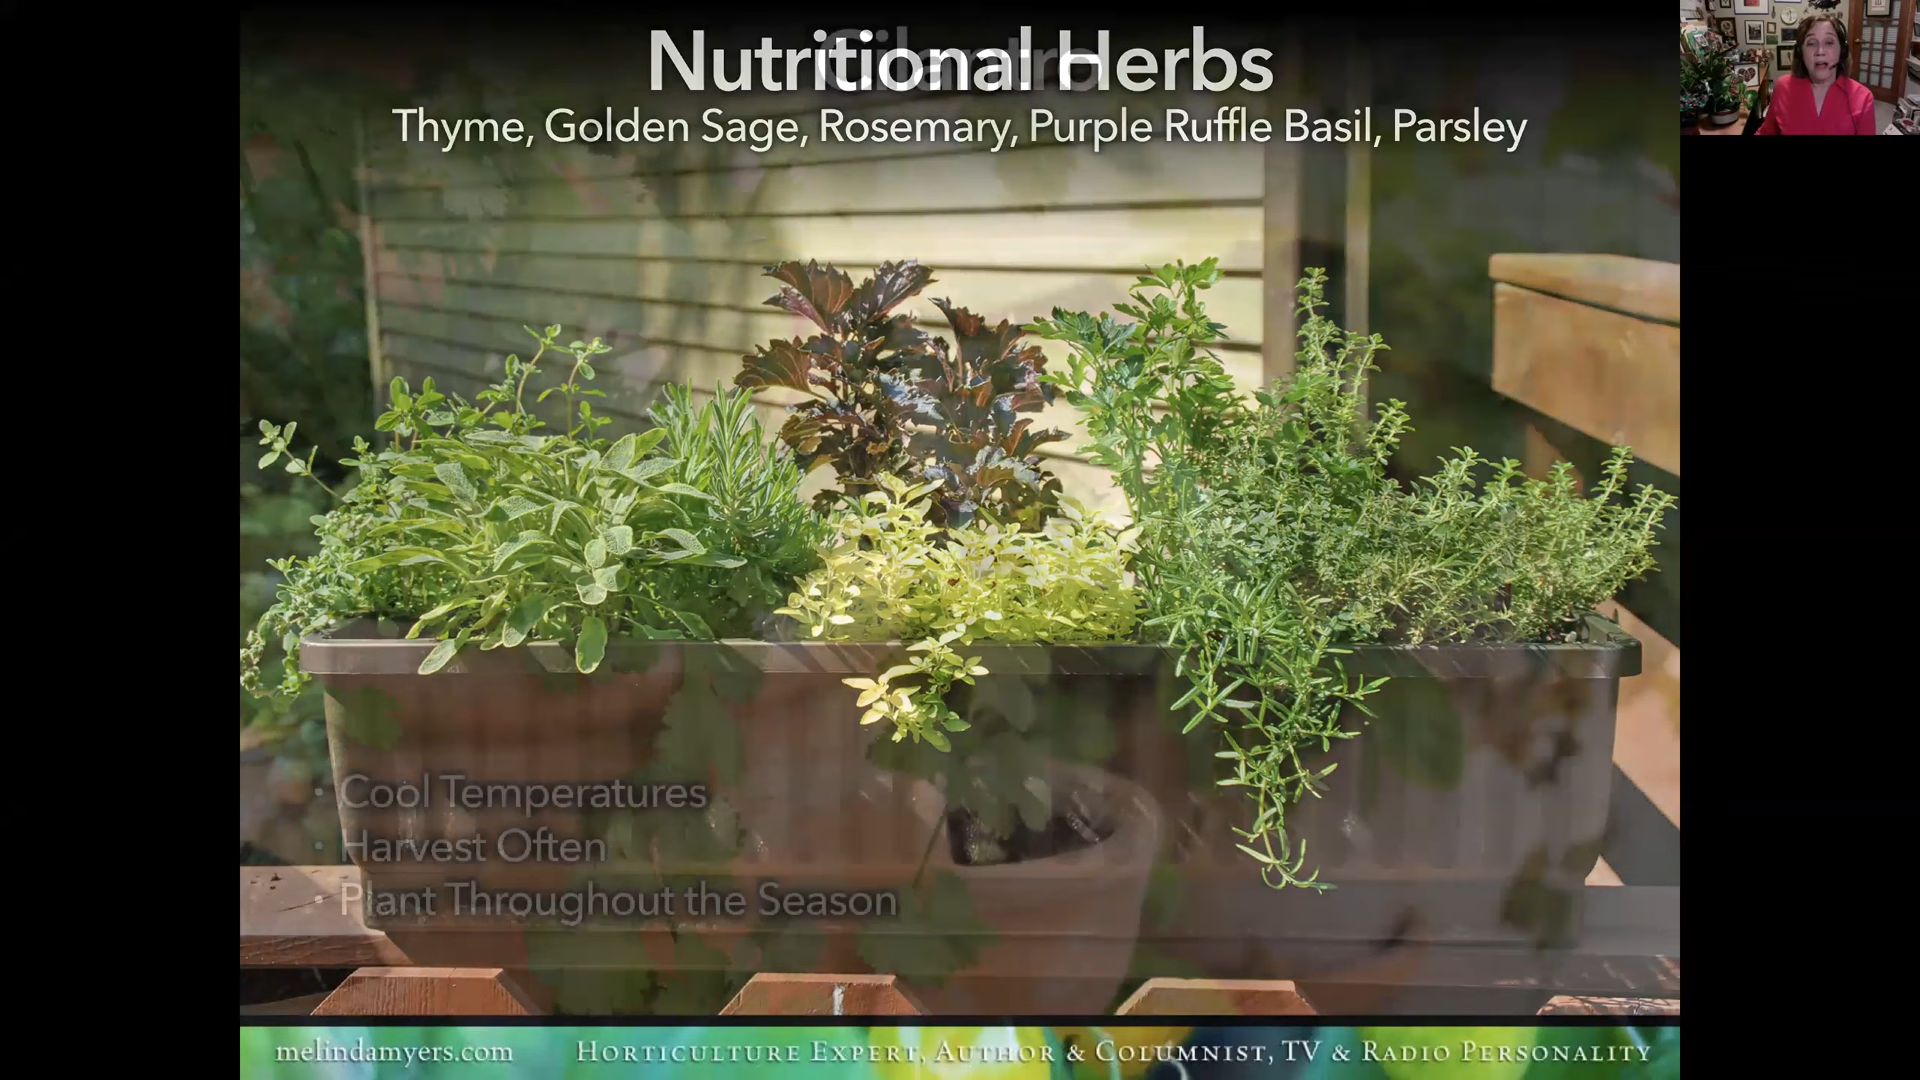 Nutritional Herbs
Cilantro
Thyme, Golden Sage, Rosemary, Purple Ruffle Basil, Parsley
• Cool Temperatures
• Harvest Often
• Plant Throughout the Season
melindamyers.com HORTICULTURE EXPERT, AUTHOR & COLUMNIST, TV & RADIO PERSONALITY